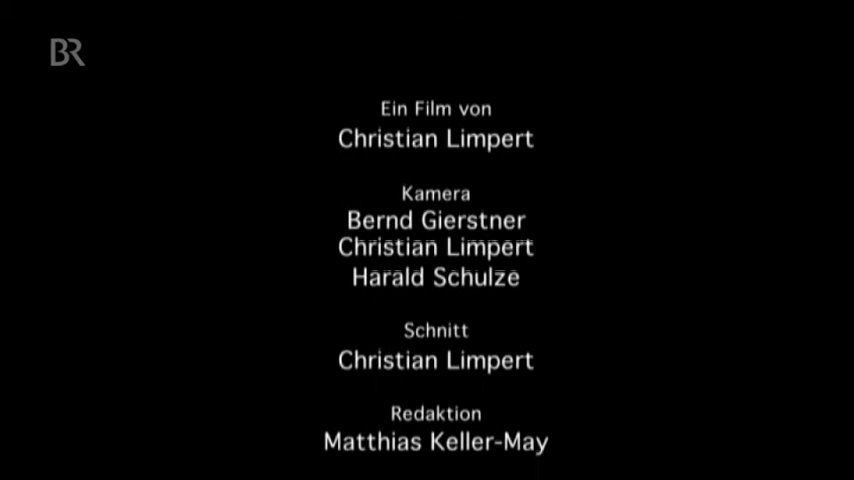 BR
Ein Film von
Christian Limpert
Kamera
Bernd Gierstner
Christian Limpert
Harald Schulze
Schnitt
Christian Limpert
Redaktion
Matthias Keller-May